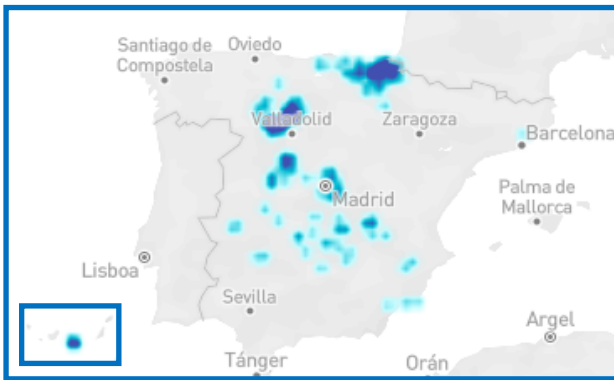 Santiago de
Compostela
Oviedo
Valladolid
Zaragoza
Barcelona
Madrid
Palma de
Mallorca
Lisboa
Sevilla
Argel
Tánger
Orán